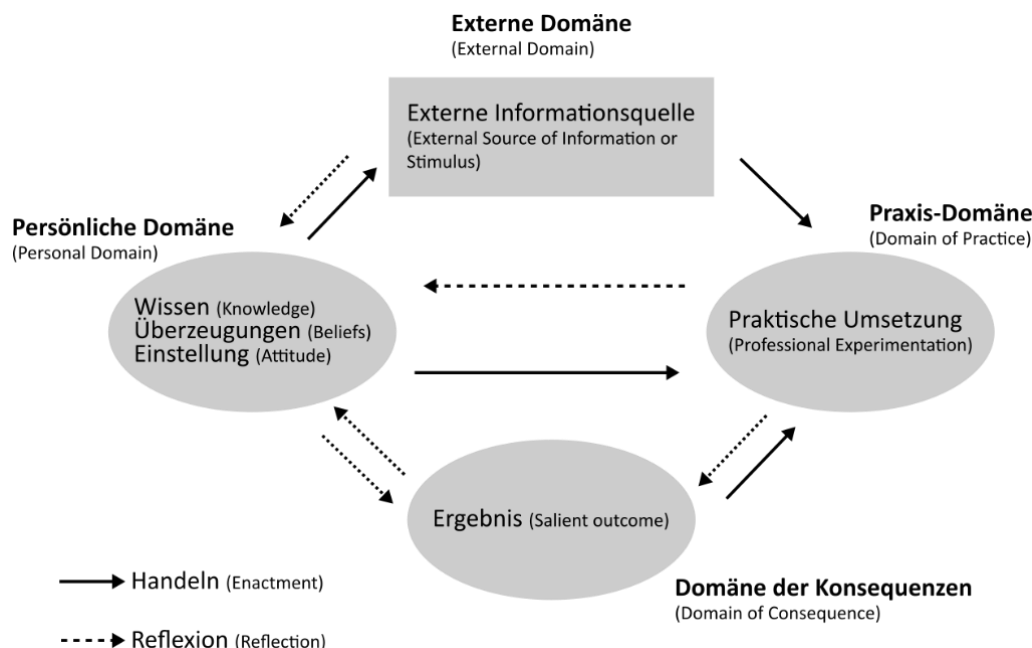 Externe Domäne
(External Domain)
Externe Informationsquelle
(External Source of Information or
Stimulus)
Persönliche Domäne
(Personal Domain)
Praxis-Domäne
(Domain of Practice)
Wissen (Knowledge)
Überzeugungen (Beliefs)
Einstellung (Attitude)
Praktische Umsetzung
(Professional Experimentation)
Ergebnis (Salient outcome)
Handeln (Enactment)
Domäne der Konsequenzen
(Domain of Consequence)
Reflexion (Reflection)